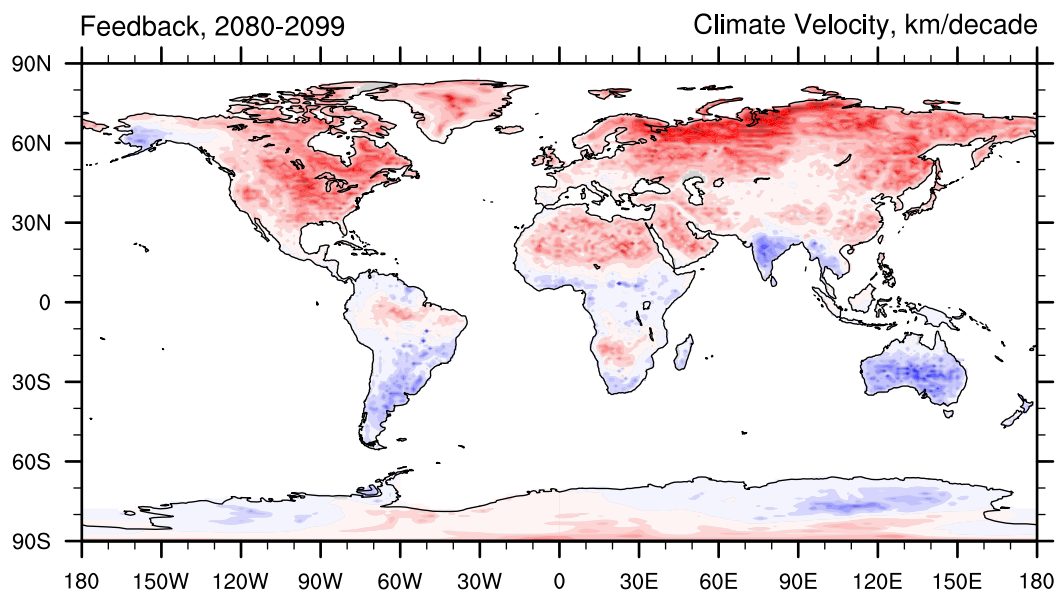 Feedback, 2080-2099 Climate Velocity, km/decade
90N
60N
30N
0
30S
60S
90S
180 150W 120W 90W 60W 30W 0 30E 60E 90E 120E 150E 180